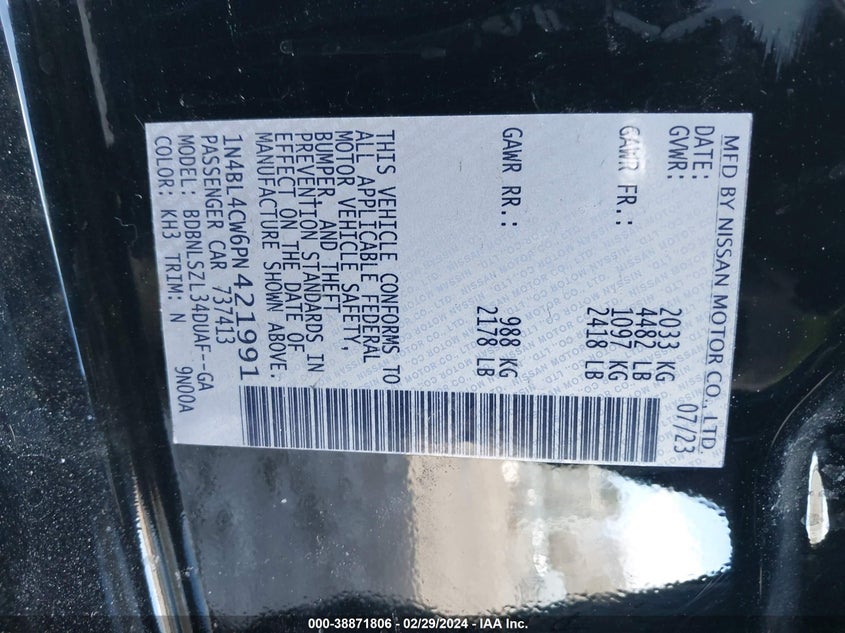 MFD BY NISSAN MOTOR CO., LTD.
DATE: 07/23
GVWR: 2033 KG
4482 LB
GAWR FR.: 1097 KG
2418 LB
GAWR RR.: 988 KG
2178 LB
THIS VEHICLE CONFORMS TO
ALL APPLICABLE FEDERAL
MOTOR VEHICLE SAFETY,
BUMPER, AND THEFT
PREVENTION STANDARDS IN
EFFECT ON THE DATE OF
MANUFACTURE SHOWN ABOVE.
1N4BL4CW6PN421991
PASSENGER CAR 737413
MODEL: BDBNLSZL34DUAF--GA
COLOR: KH3 TRIM: N 9N00A
000-38871806 - 02/29/2024 - IAA Inc.